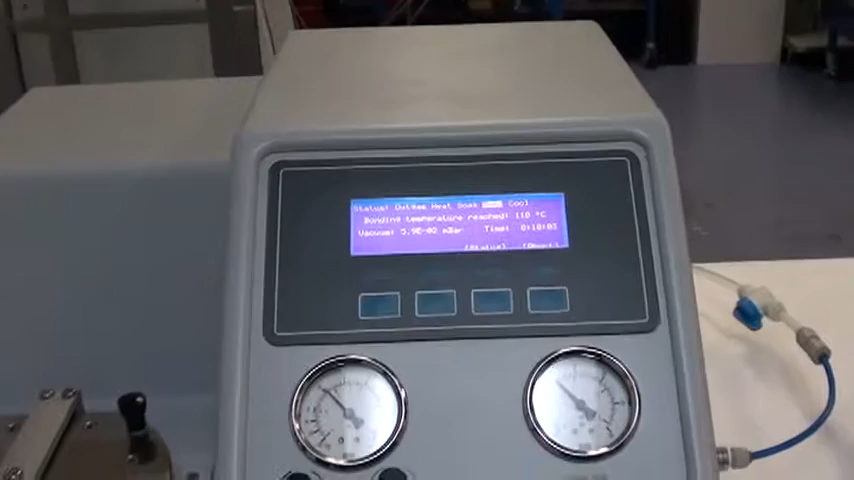 Status: Outgas Heat Soak Bond Cool
Bonding temperature reached: 110 °C
Vacuum: 3.9E-02 mBar Time: 0:10:03
[Status] [Abort]